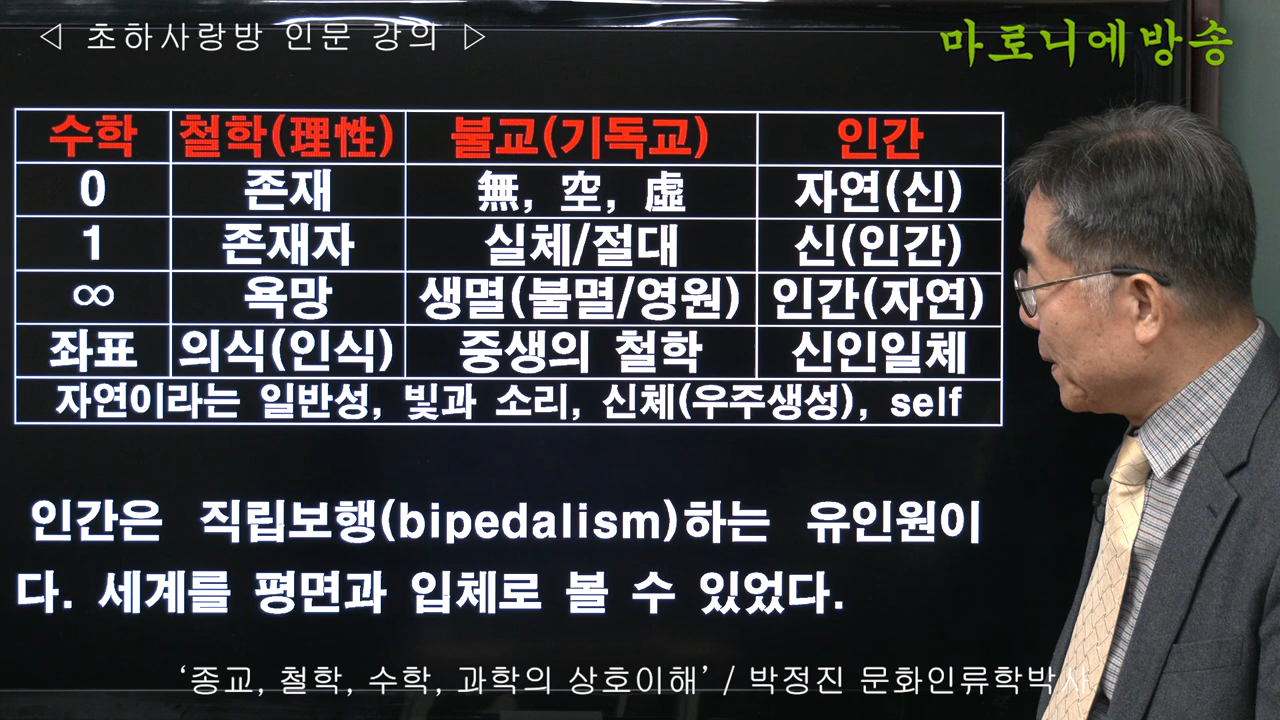 ◁ 초하사랑방 인문 강의 ▷
마로니에방송
수학 철학(理性) 불교(기독교) 인간
0 존재 無, 空, 虛 자연(신)
1 존재자 실체/절대 신(인간)
∞ 욕망 생멸(불멸/영원) 인간(자연)
좌표 의식(인식) 중생의 철학 신인일체
자연이라는 일반성, 빛과 소리, 신체(우주생성), self
인간은 직립보행(bipedalism)하는 유인원이
다. 세계를 평면과 입체로 볼 수 있었다.
‘종교, 철학, 수학, 과학의 상호이해’ / 박정진 문화인류학박사